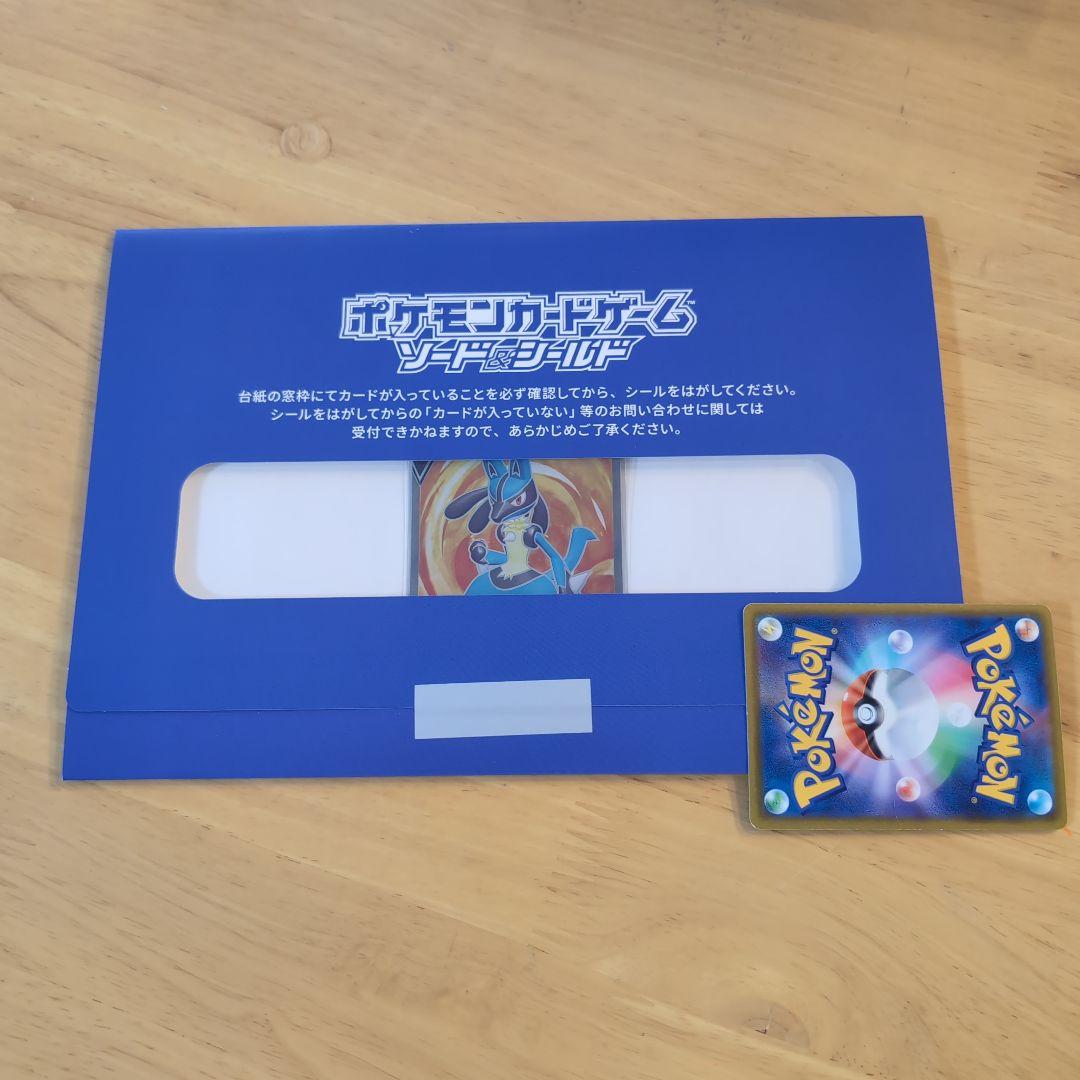 ポケモンカードゲーム™
ソード&シールド
台紙の窓枠にてカードが入っていることを必ず確認してから、シールをはがしてください。
シールをはがしてからの「カードが入っていない」等のお問い合わせに関しては
受付できかねますので、あらかじめご了承ください。
POKéMON®
POKéMON®